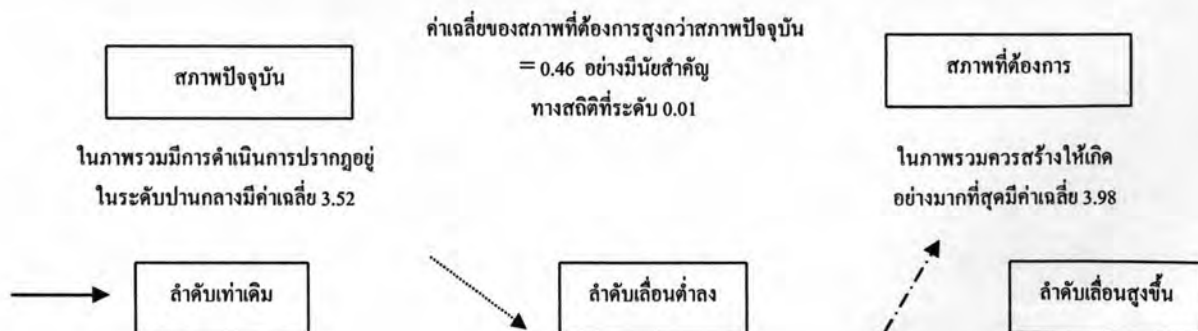 ค่าเฉลี่ยของสภาพที่ต้องการสูงกว่าสภาพปัจจุบัน
= 0.46 อย่างมีนัยสำคัญ
ทางสถิติที่ระดับ 0.01
สภาพปัจจุบัน
สภาพที่ต้องการ
ในภาพรวมมีการดำเนินการปรากฎอยู่
ในระดับปานกลางมีค่าเฉลี่ย 3.52
ในภาพรวมควรสร้างให้เกิด
อย่างมากที่สุดมีค่าเฉลี่ย 3.98
ลำดับเท่าเดิม
ลำดับเลื่อนต่ำลง
ลำดับเลื่อนสูงขึ้น